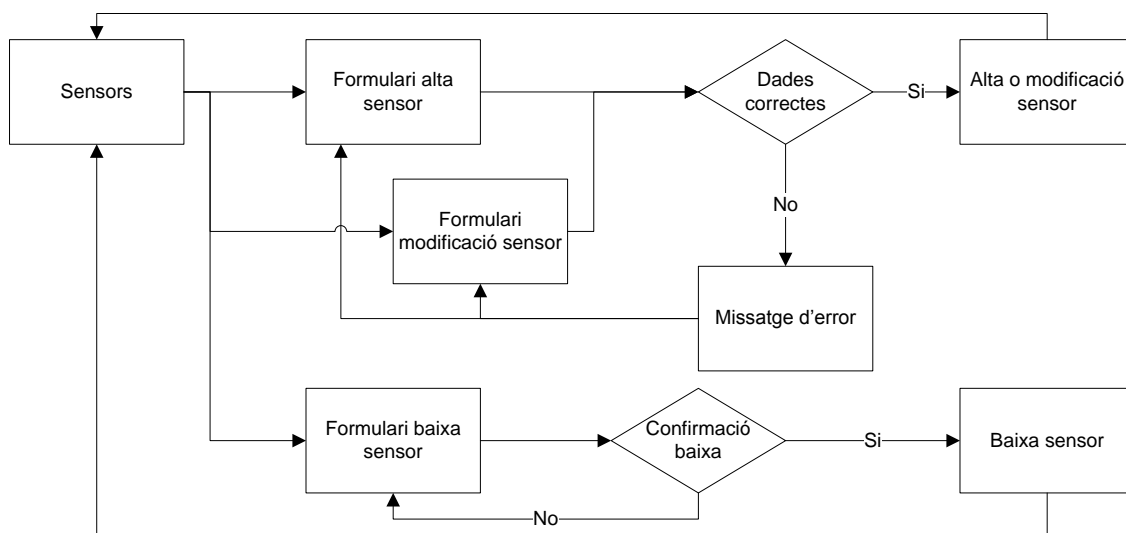 Sensors
Formulari alta
sensor
Dades
correctes
Si
Alta o modificació
sensor
No
Formulari
modificació sensor
Missatge d’error
Formulari baixa
sensor
Confirmació
baixa
Si
Baixa sensor
No